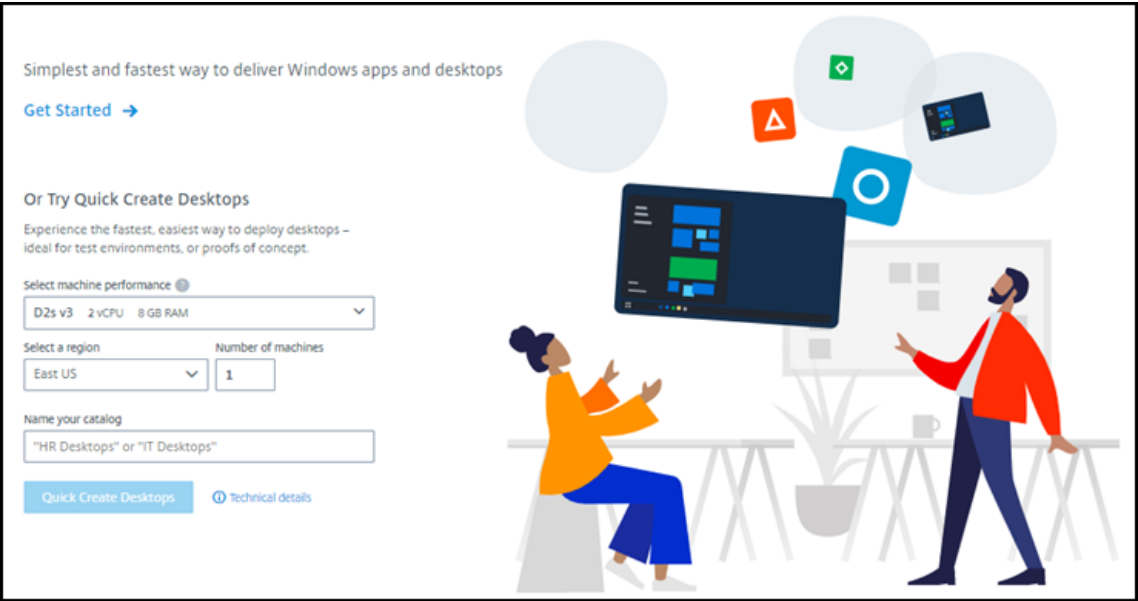 Simplest and fastest way to deliver Windows apps and desktops
Get Started →
Or Try Quick Create Desktops
Experience the fastest, easiest way to deploy desktops –
ideal for test environments, or proofs of concept.
Select machine performance ?
D2s v3 2 vCPU 8 GB RAM
Select a region Number of machines
East US 1
Name your catalog
"HR Desktops" or "IT Desktops"
Quick Create Desktops Technical details